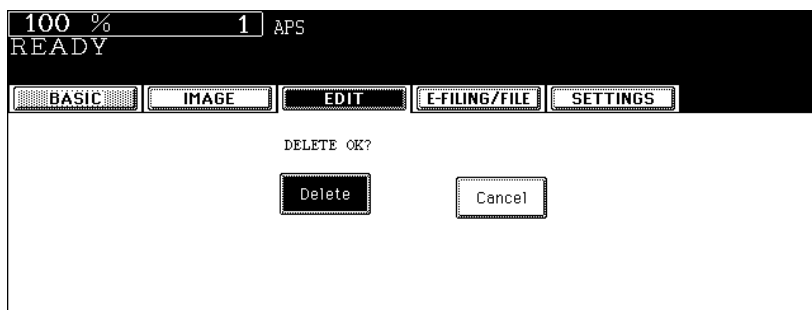 100 % 1 APS
READY
BASIC IMAGE EDIT E-FILING/FILE SETTINGS
DELETE OK?
Delete Cancel